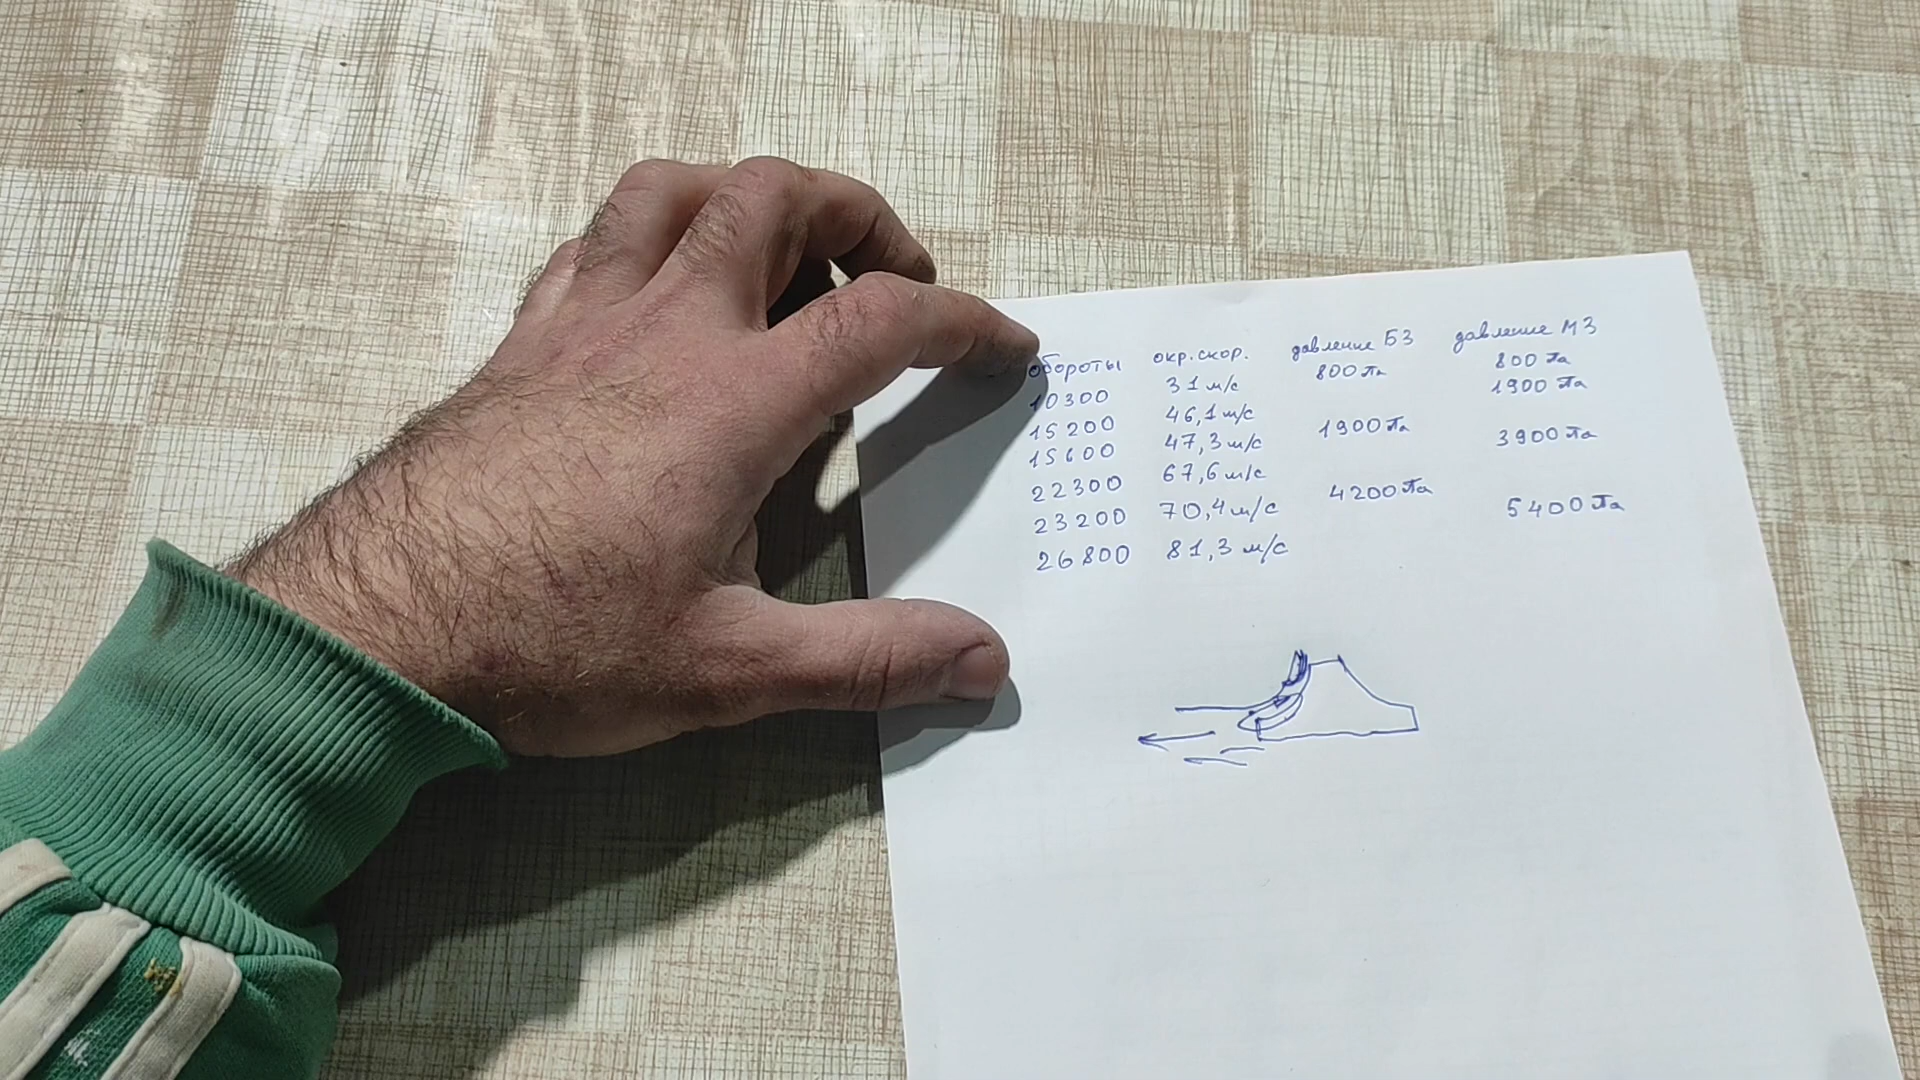 обороты окр. скор. давление БЗ давление МЗ
10300 31 м/с 800 Па 800 Па
15200 46,1 м/с 1900 Па
15600 47,3 м/с 1900 Па
22300 67,6 м/с 3900 Па
23200 70,4 м/с 4200 Па
26800 81,3 м/с 5400 Па